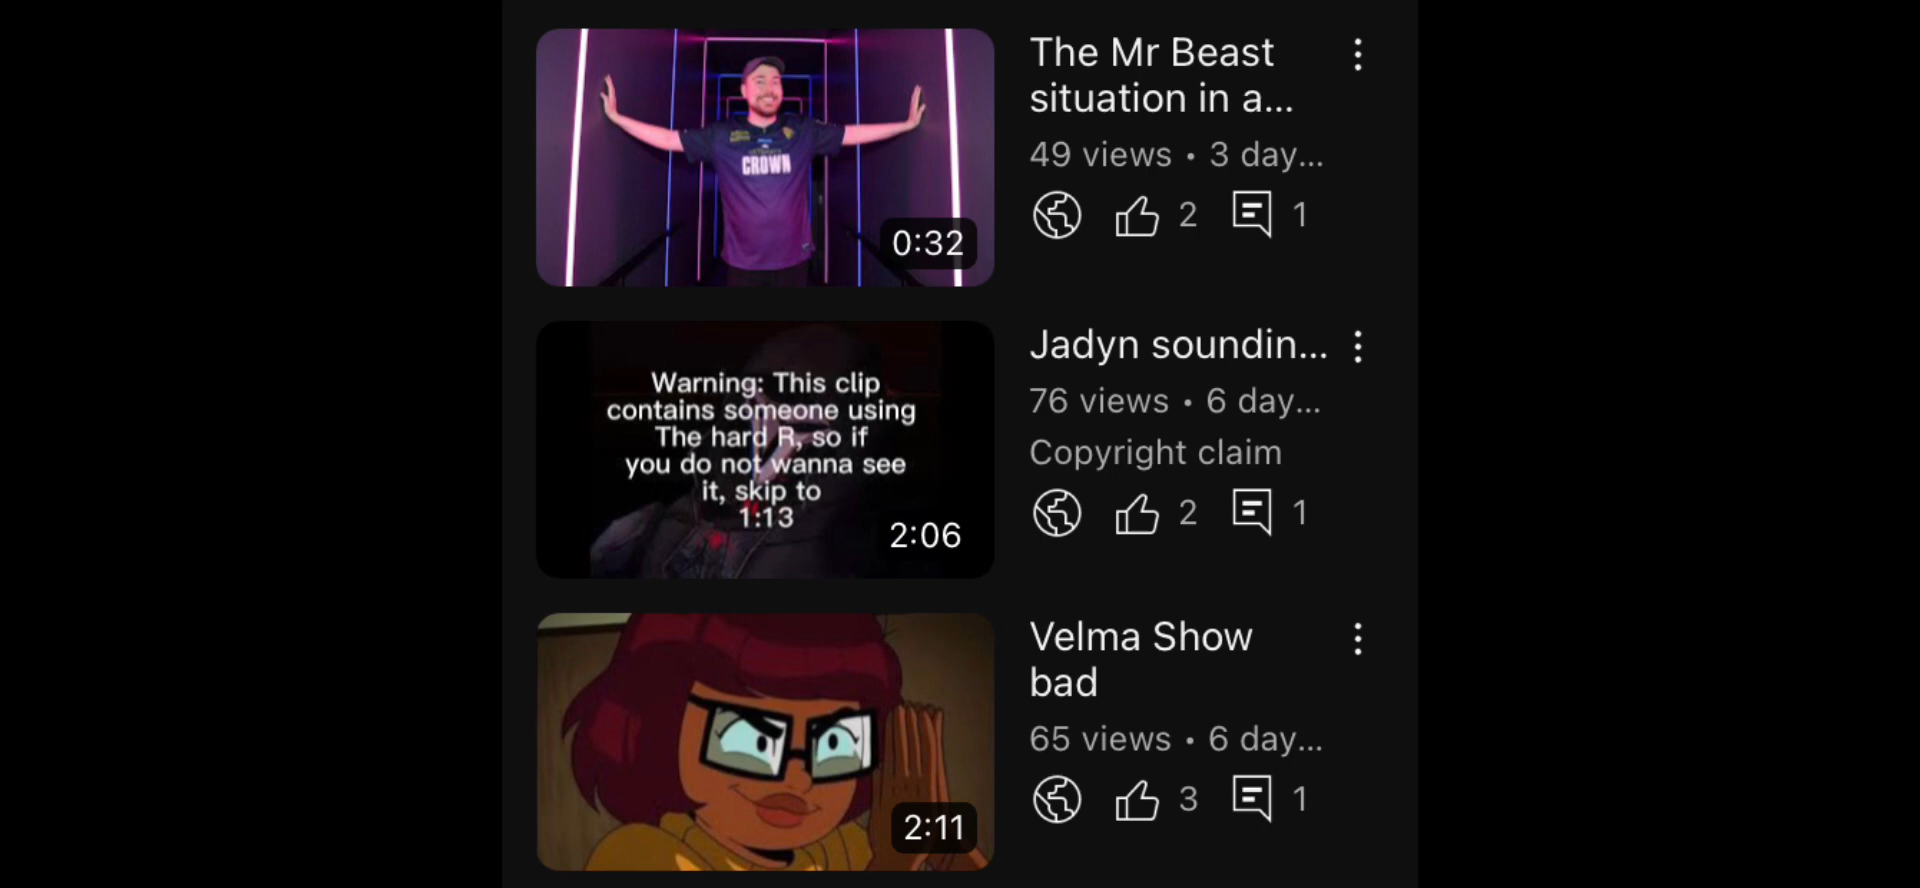 The Mr Beast
situation in a...
49 views • 3 day...
2
1
CROWN
0:32
Jadyn soundin...
76 views • 6 day...
Copyright claim
2
1
Warning: This clip
contains someone using
The hard R, so if
you do not wanna see
it, skip to
1:13
2:06
Velma Show
bad
65 views • 6 day...
3
1
2:11